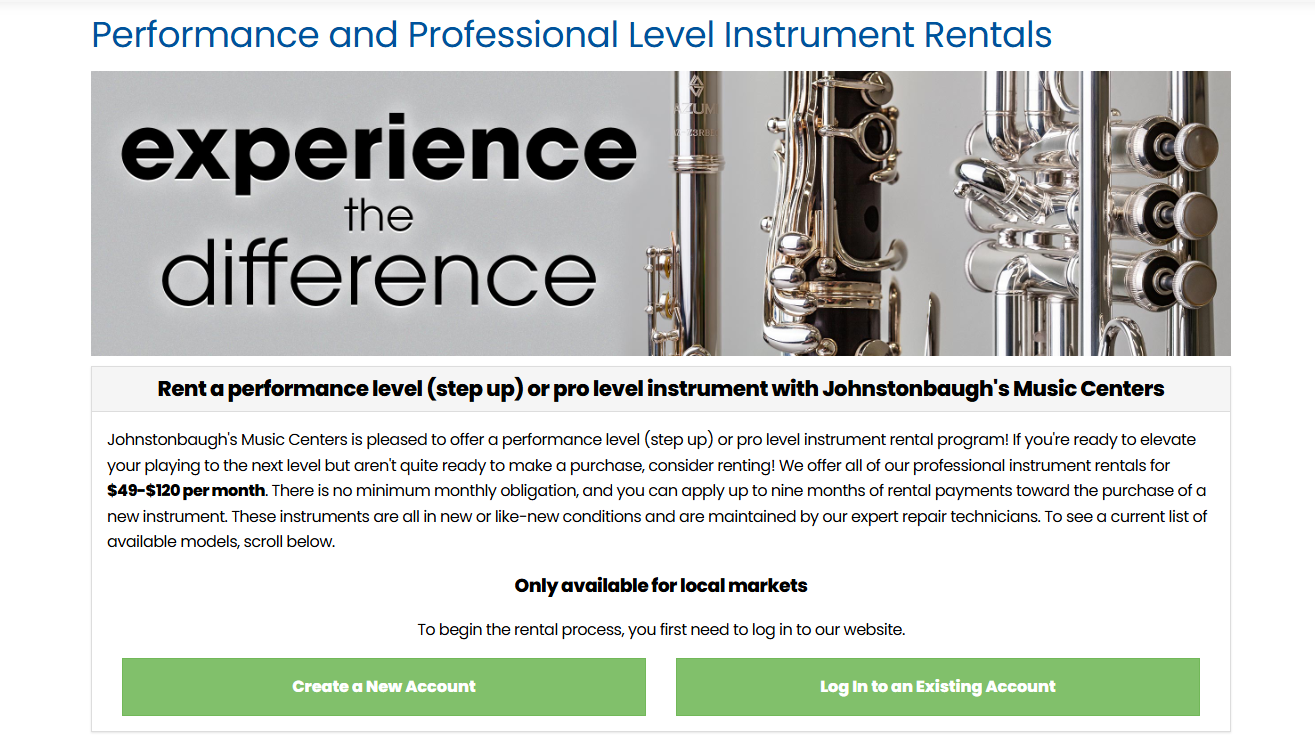 Performance and Professional Level Instrument Rentals
experience
the
difference
AZUM
Rent a performance level (step up) or pro level instrument with Johnstonbaugh's Music Centers
Johnstonbaugh's Music Centers is pleased to offer a performance level (step up) or pro level instrument rental program! If you're ready to elevate
your playing to the next level but aren't quite ready to make a purchase, consider renting! We offer all of our professional instrument rentals for
$49-$120 per month. There is no minimum monthly obligation, and you can apply up to nine months of rental payments toward the purchase of a
new instrument. These instruments are all in new or like-new conditions and are maintained by our expert repair technicians. To see a current list of
available models, scroll below.
Only available for local markets
To begin the rental process, you first need to log in to our website.
Create a New Account
Log In to an Existing Account